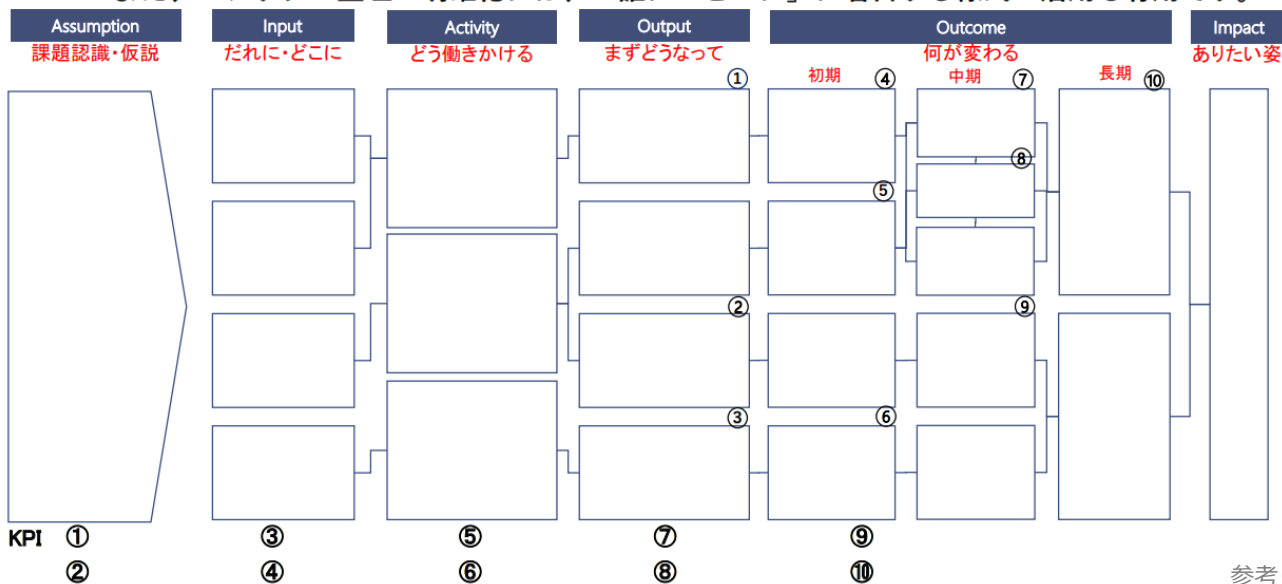 Assumption Input Activity Output Outcome Impact
課題認識・仮説 だれに・どこに どう働きかける まずどうなって 何が変わる ありたい姿
初期 中期 長期
① ④ ⑦ ⑩
⑧
⑤
② ⑨
③ ⑥
KPI ① ③ ⑤ ⑦ ⑨
② ④ ⑥ ⑧ ⑩
参考